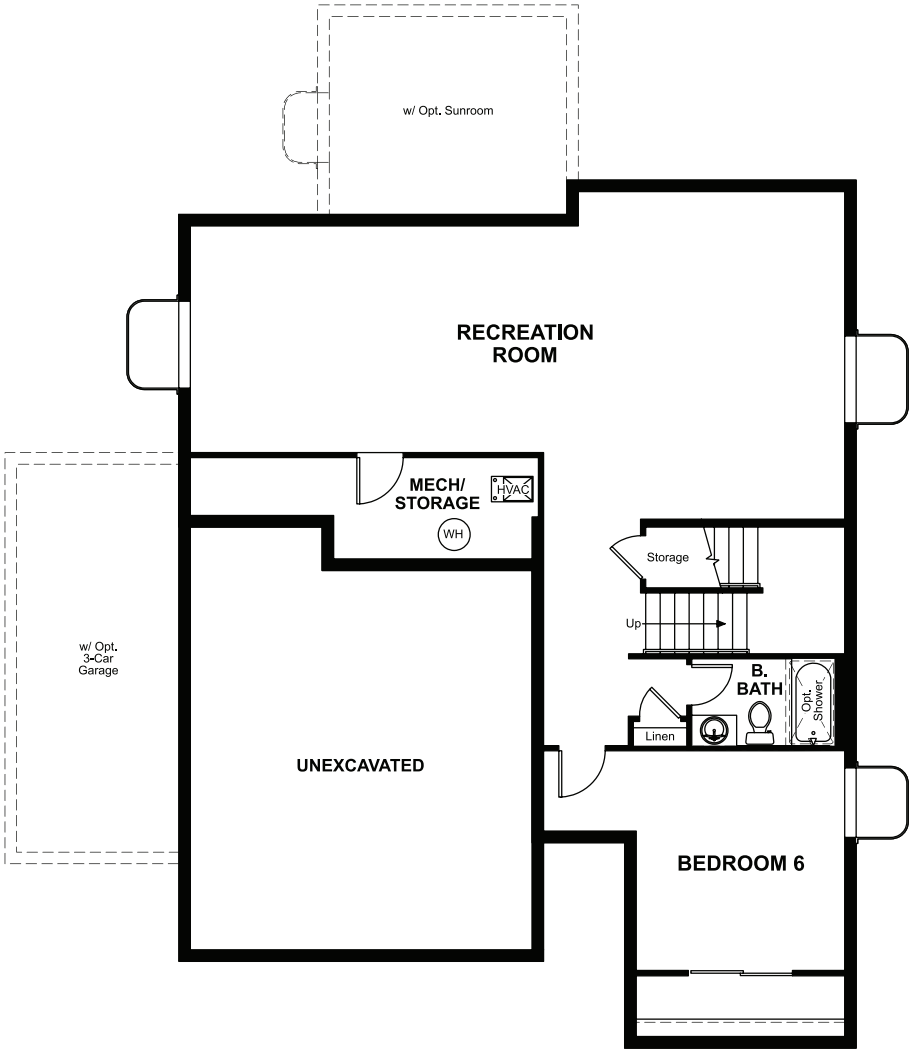 w/ Opt. Sunroom
RECREATION
ROOM
MECH/
STORAGE
HVAC
WH
Storage
Up
w/ Opt.
3-Car
Garage
B.
BATH
Opt.
Shower
Linen
UNEXCAVATED
BEDROOM 6